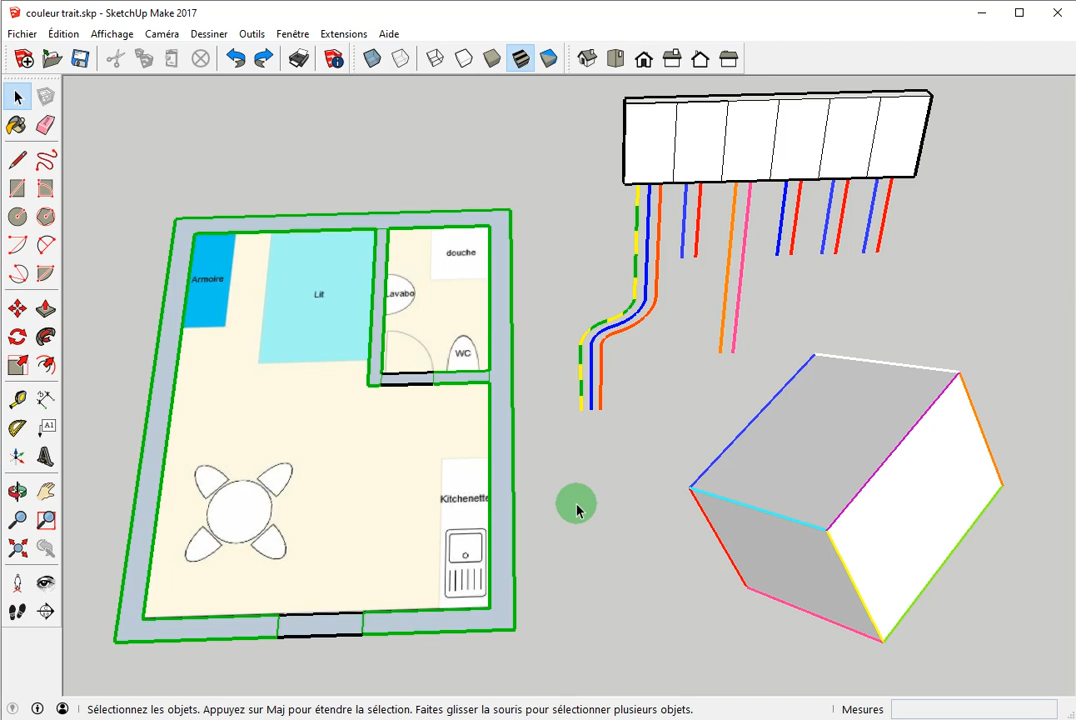 couleur trait.skp - SketchUp Make 2017
Fichier Édition Affichage Caméra Dessiner Outils Fenêtre Extensions Aide
A1
douche
Armoire
Lit
Lavabo
WC
Kitchenette
Sélectionnez les objets. Appuyez sur Maj pour étendre la sélection. Faites glisser la souris pour sélectionner plusieurs objets.
Mesures